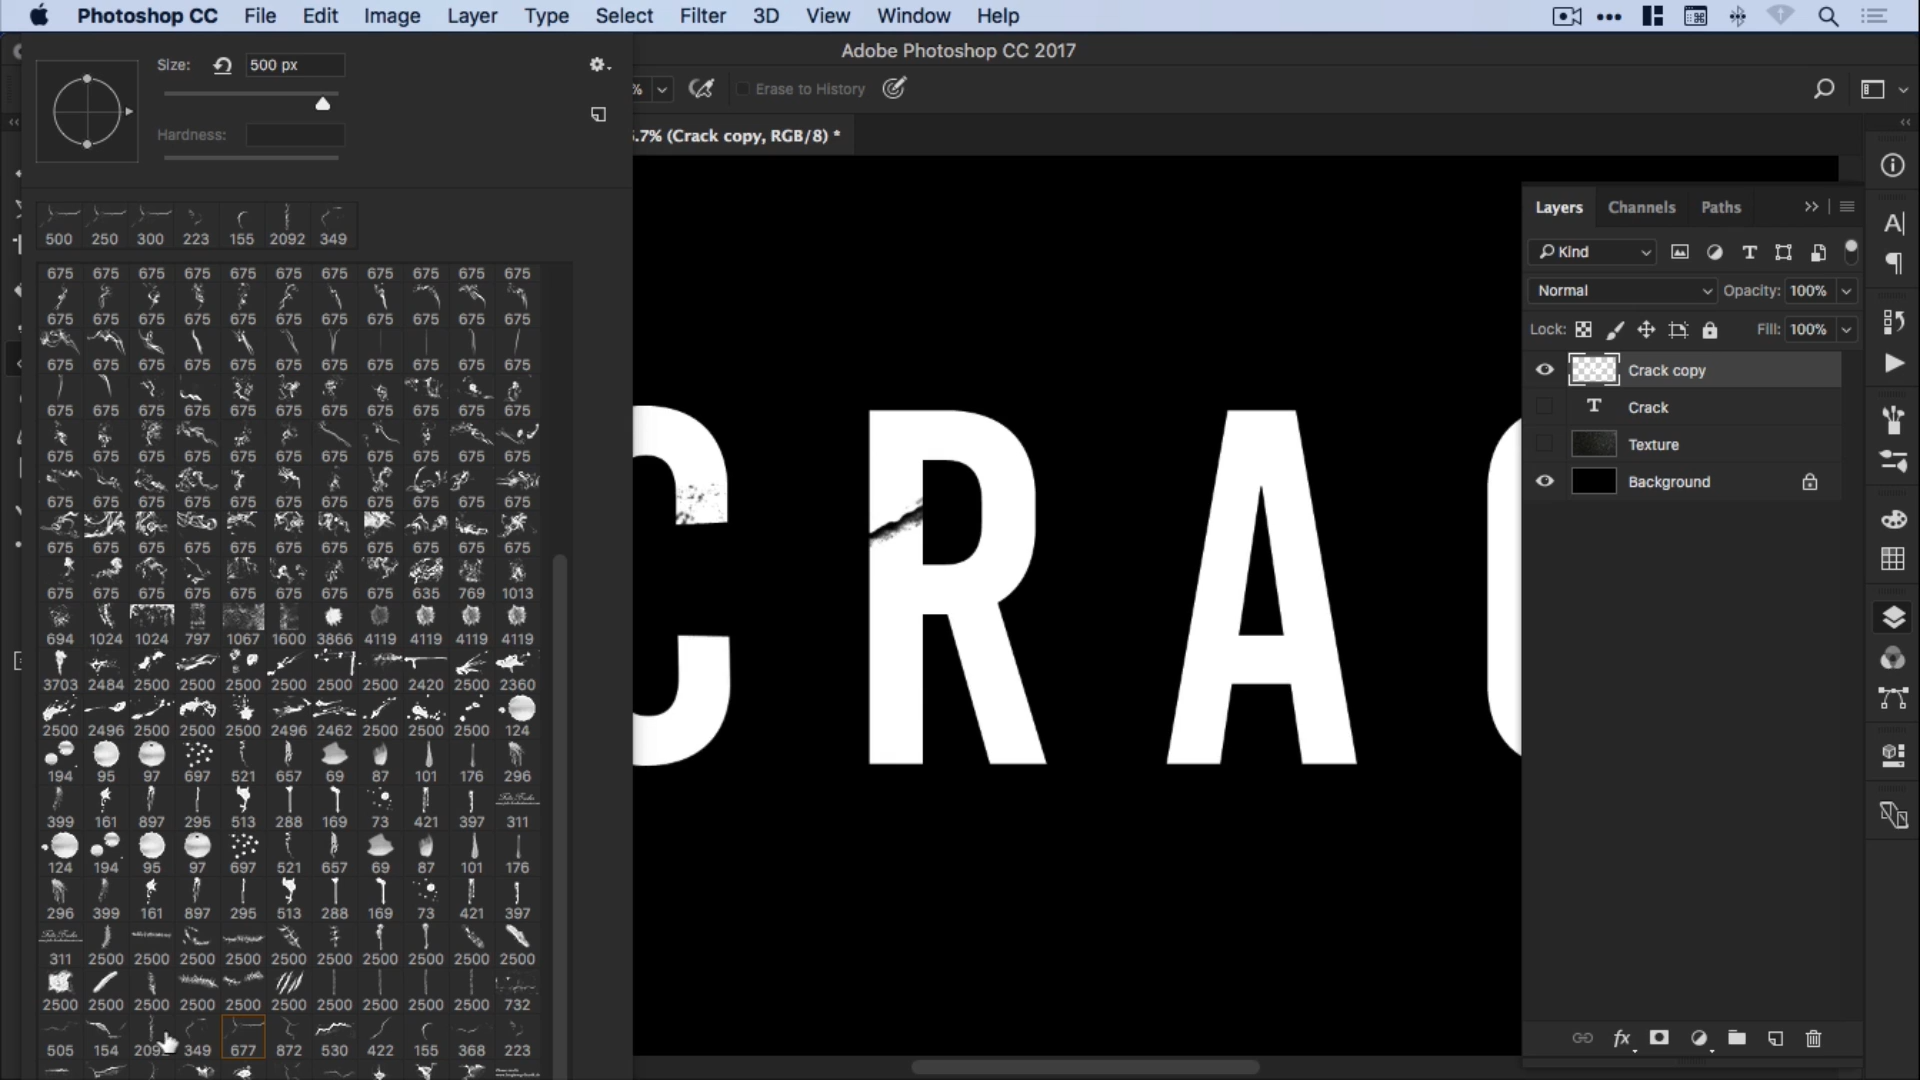 Photoshop CC File Edit Image Layer Type Select Filter 3D View Window Help
Adobe Photoshop CC 2017
Size: 500 px
Hardness:
% Erase to History
.7% (Crack copy, RGB/8) *
500 250 300 223 155 2092 349
675 675 675 675 675 675 675 675 675 675 675
675 675 675 675 675 675 675 675 675 675 675
675 675 675 675 675 675 675 675 675 675 675
675 675 675 675 675 675 675 675 675 675 675
675 675 675 675 675 675 675 675 675 675 675
675 675 675 675 675 675 675 675 675 675 675
675 675 675 675 675 675 675 675 675 675 675
675 675 675 675 675 675 675 675 635 769 1013
694 1024 1024 797 1067 1600 3866 4119 4119 4119 4119
3703 2484 2500 2500 2500 2500 2500 2500 2420 2500 2360
2500 2496 2500 2500 2500 2496 2462 2500 2500 2500 124
194 95 97 697 521 657 69 87 101 176 296
399 161 897 295 513 288 169 73 421 397 311
124 194 95 97 697 521 657 69 87 101 176
296 399 161 897 295 513 288 169 73 421 397
311 2500 2500 2500 2500 2500 2500 2500 2500 2500 2500
2500 2500 2500 2500 2500 2500 2500 2500 2500 2500 732
505 154 2092 349 677 872 530 422 155 368 223
C R A
Layers Channels Paths
Kind
Normal Opacity: 100%
Lock: Fill: 100%
Crack copy
T Crack
Texture
Background
fx